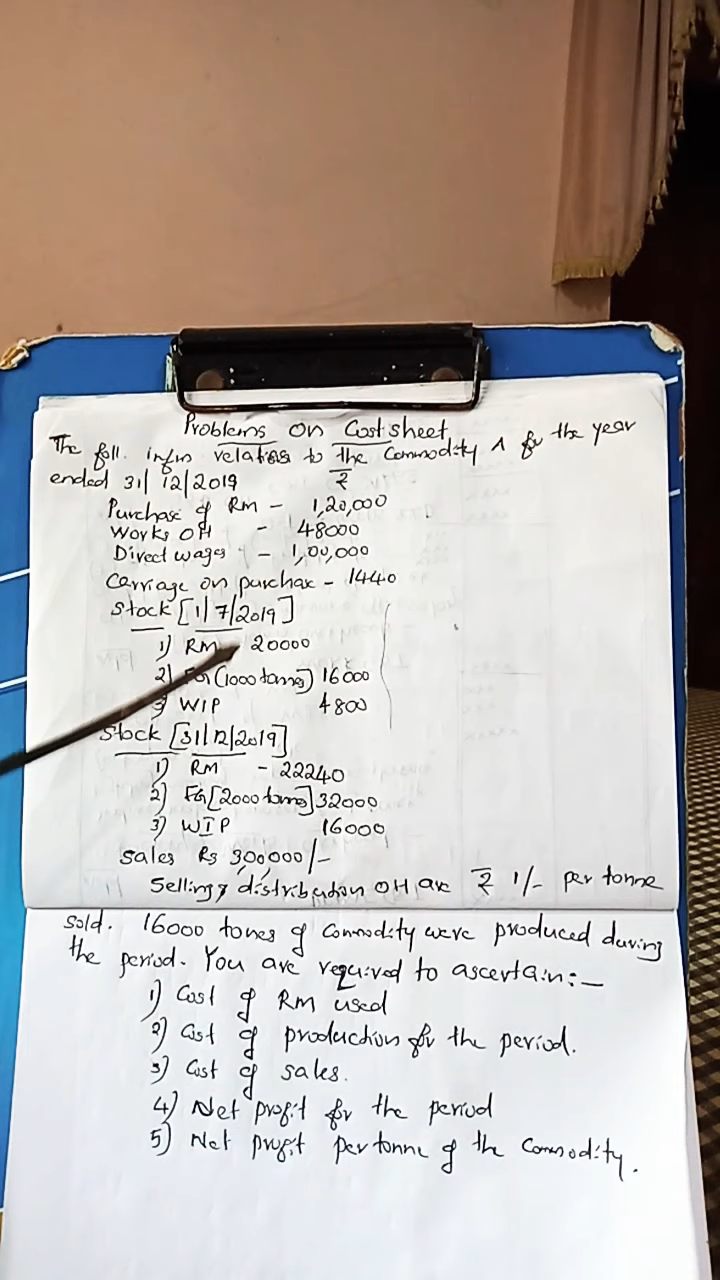 Problems on Cost sheet
The foll. infm relates to the Commodity A for the year
ended 31/12/2019 ₹
Purchase of RM - 1,20,000
Works OH - 48000
Direct wages - 1,00,000
Carriage on purchase - 1440
Stock [1/7/2019]
1) RM 20000
2) FG (1000 tonnes) 16000
3) WIP 4800
Stock [31/12/2019]
1) RM - 22240
2) FG [2000 tonnes] 32000
3) WIP 16000
Sales Rs 300,000/-
Selling & distribution OH are ₹ 1/- per tonne
sold. 16000 tones of Commodity were produced during
the period. You are required to ascertain:-
1) Cost of RM used
2) Cost of production for the period.
3) Cost of sales.
4) Net profit for the period
5) Net profit per tonne of the Commodity.